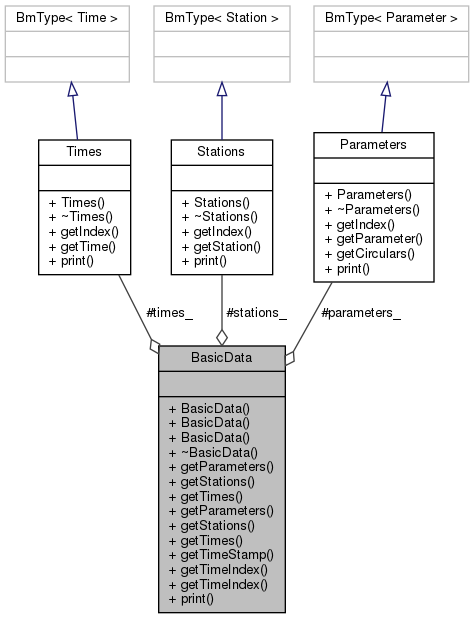 BmType< Time >
BmType< Station >
BmType< Parameter >
Times
+ Times()
+ ~Times()
+ getIndex()
+ getTime()
+ print()
Stations
+ Stations()
+ ~Stations()
+ getIndex()
+ getStation()
+ print()
Parameters
+ Parameters()
+ ~Parameters()
+ getIndex()
+ getParameter()
+ getCirculars()
+ print()
#times_
#stations_
#parameters_
BasicData
+ BasicData()
+ BasicData()
+ BasicData()
+ ~BasicData()
+ getParameters()
+ getStations()
+ getTimes()
+ getParameters()
+ getStations()
+ getTimes()
+ getTimeStamp()
+ getTimeIndex()
+ getTimeIndex()
+ print()